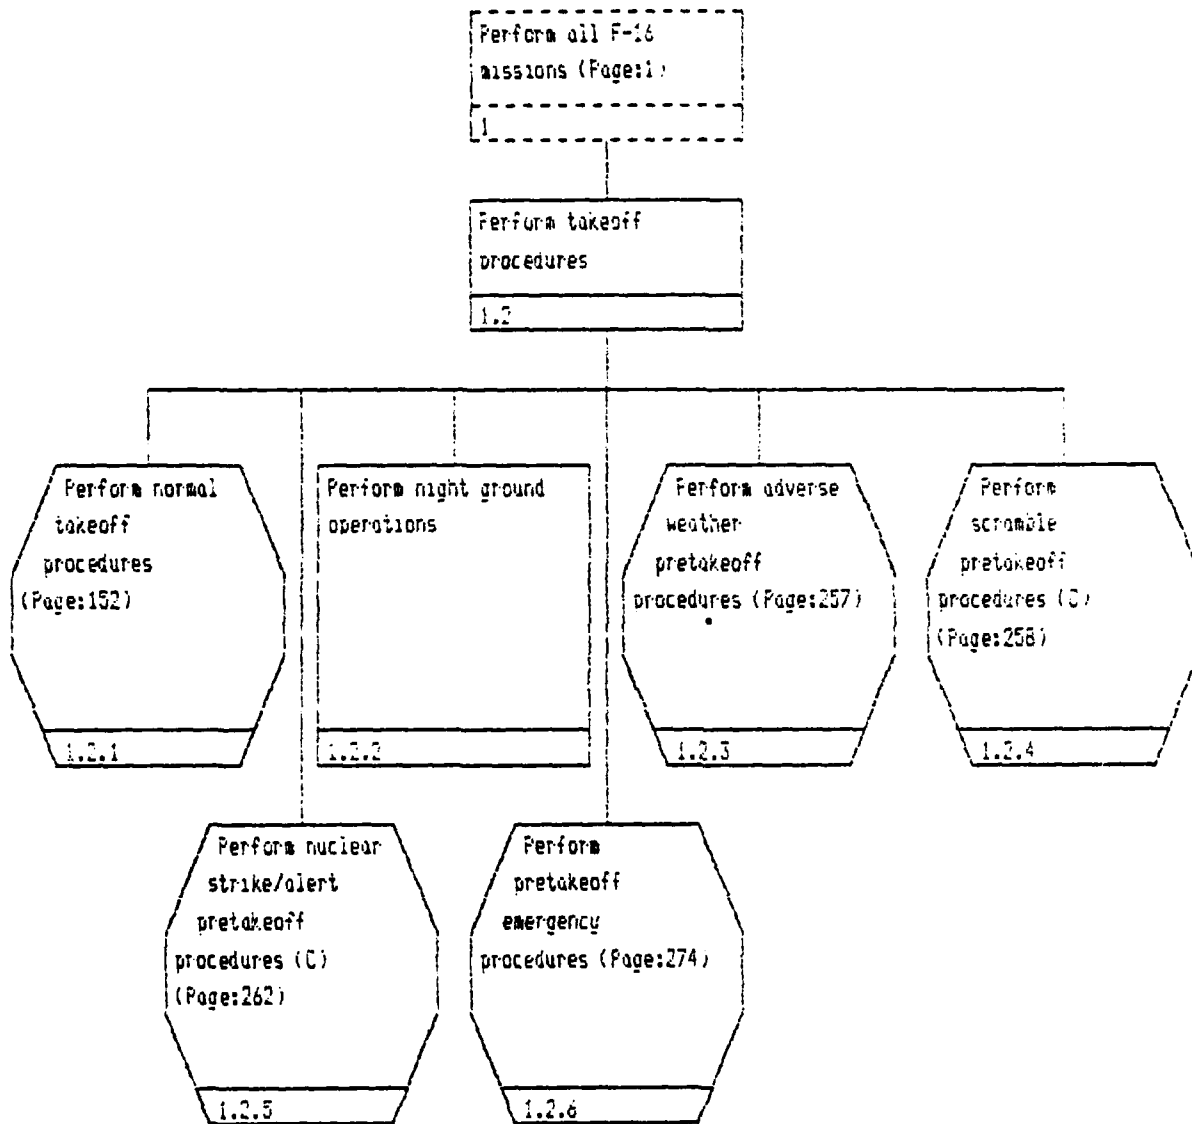 Perform all F-16
missions (Page:1)
1
Perform takeoff
procedures
1.2
Perform normal
takeoff
procedures
(Page:152)
1.2.1
Perform night ground
operations
1.2.2
Perform adverse
weather
pretakeoff
procedures (Page:257)
1.2.3
Perform
scramble
pretakeoff
procedures (C)
(Page:258)
1.2.4
Perform nuclear
strike/alert
pretakeoff
procedures (C)
(Page:262)
1.2.5
Perform
pretakeoff
emergency
procedures (Page:274)
1.2.6